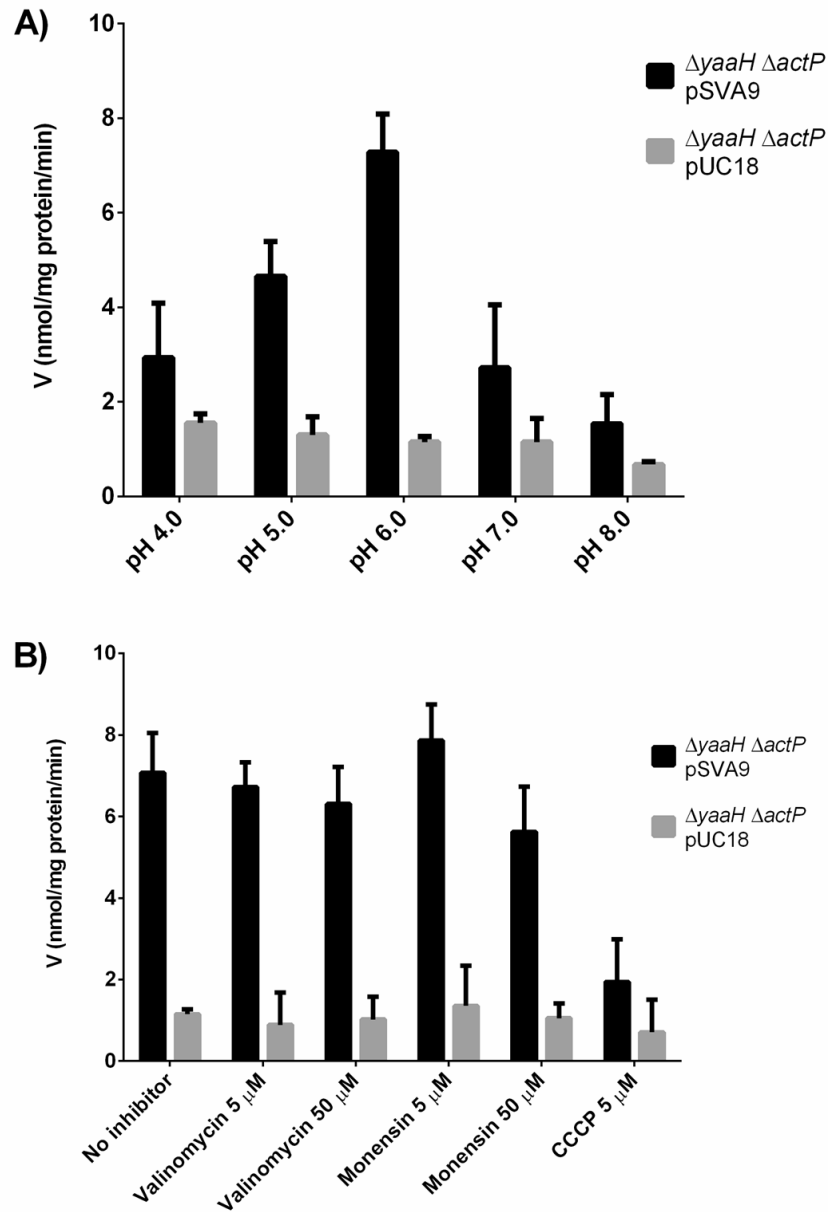 A)
V (nmol/mg protein/min)
10
8
6
4
2
0
pH 4.0
pH 5.0
pH 6.0
pH 7.0
pH 8.0
ΔyaaH ΔactP
pSVA9
ΔyaaH ΔactP
pUC18
B)
V (nmol/mg protein/min)
10
8
6
4
2
0
No inhibitor
Valinomycin 5 μM
Valinomycin 50 μM
Monensin 5 μM
Monensin 50 μM
CCCP 5 μM
ΔyaaH ΔactP
pSVA9
ΔyaaH ΔactP
pUC18